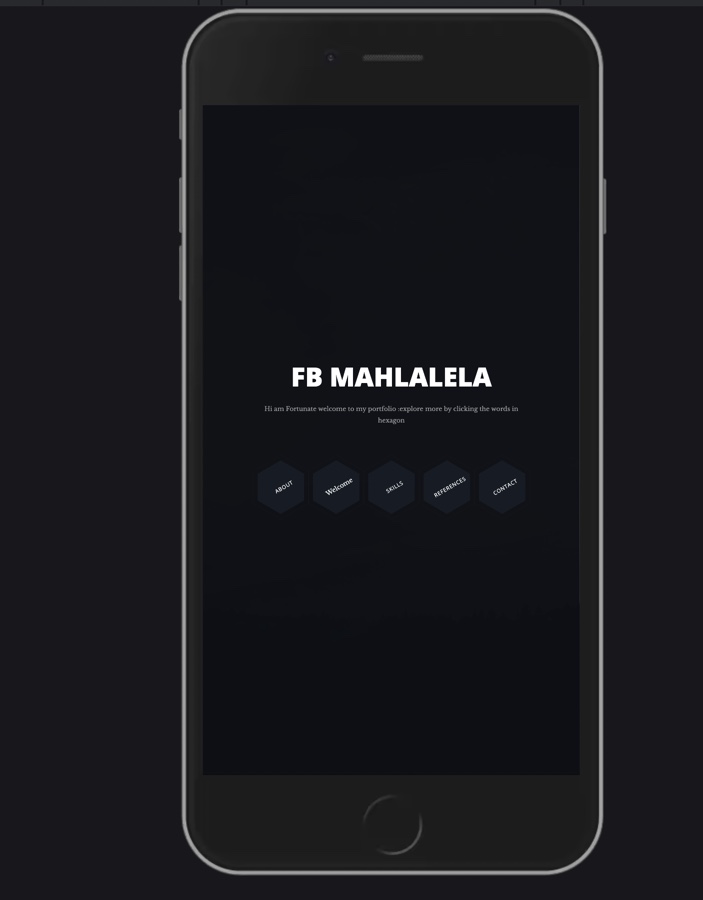 FB MAHLALELA
Hi am Fortunate welcome to my portfolio :explore more by clicking the words in
hexagon
ABOUT
Welcome
SKILLS
REFERENCES
CONTACT